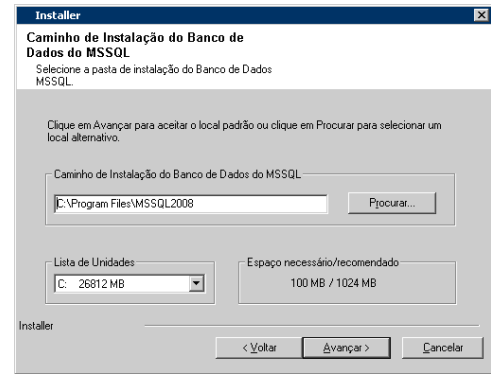 Installer
Caminho de Instalação do Banco de
Dados do MSSQL
Selecione a pasta de instalação do Banco de Dados
MSSQL.
Clique em Avançar para aceitar o local padrão ou clique em Procurar para selecionar um
local alternativo.
Caminho de Instalação do Banco de Dados do MSSQL
C:\Program Files\MSSQL2008
Procurar...
Lista de Unidades
C: 26812 MB
Espaço necessário/recomendado
100 MB / 1024 MB
Installer
< Voltar
Avançar >
Cancelar